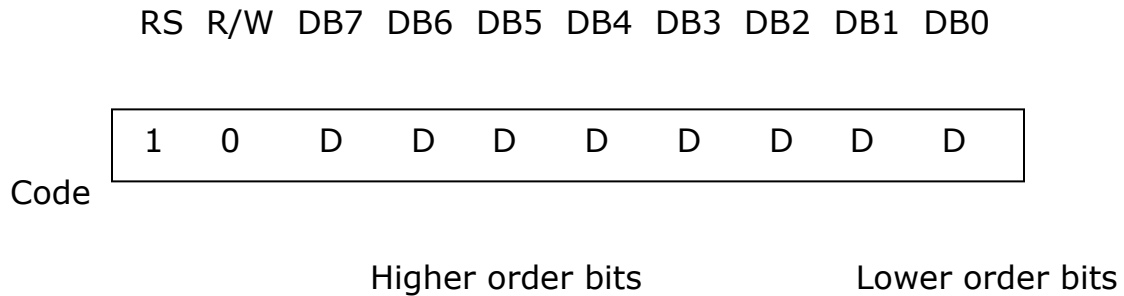 RS R/W DB7 DB6 DB5 DB4 DB3 DB2 DB1 DB0
1 0 D D D D D D D D
Code
Higher order bits Lower order bits